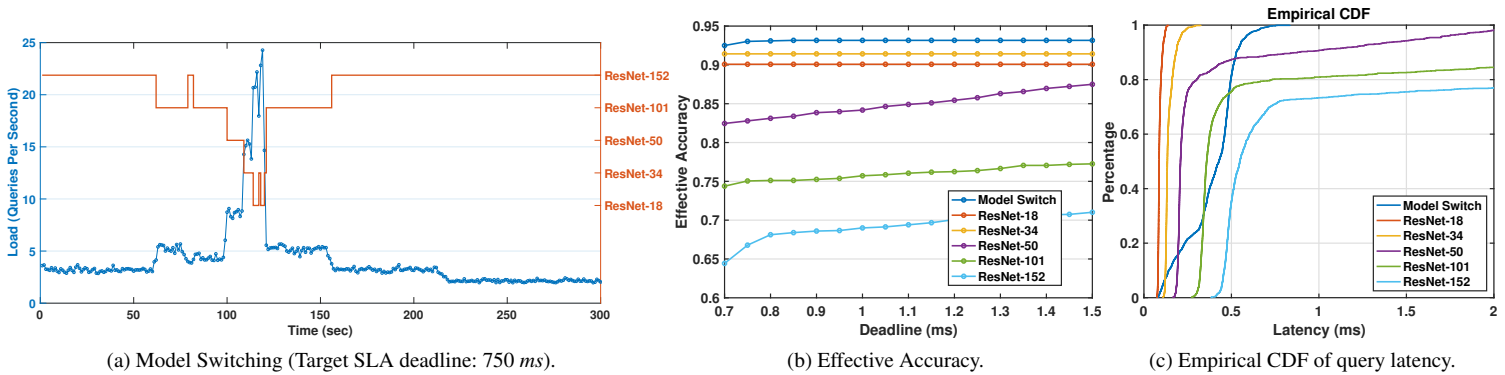 25
20
15
10
5
0
Load (Queries Per Second)
0
50
100
150
200
250
300
Time (sec)
ResNet-152
ResNet-101
ResNet-50
ResNet-34
ResNet-18
(a) Model Switching (Target SLA deadline: 750 ms).
0.95
0.9
0.85
0.8
0.75
0.7
0.65
0.6
Effective Accuracy
0.7
0.8
0.9
1
1.1
1.2
1.3
1.4
1.5
Deadline (ms)
Model Switch
ResNet-18
ResNet-34
ResNet-50
ResNet-101
ResNet-152
(b) Effective Accuracy.
Empirical CDF
1
0.8
0.6
0.4
0.2
0
Percentage
0
0.5
1
1.5
2
Latency (ms)
Model Switch
ResNet-18
ResNet-34
ResNet-50
ResNet-101
ResNet-152
(c) Empirical CDF of query latency.